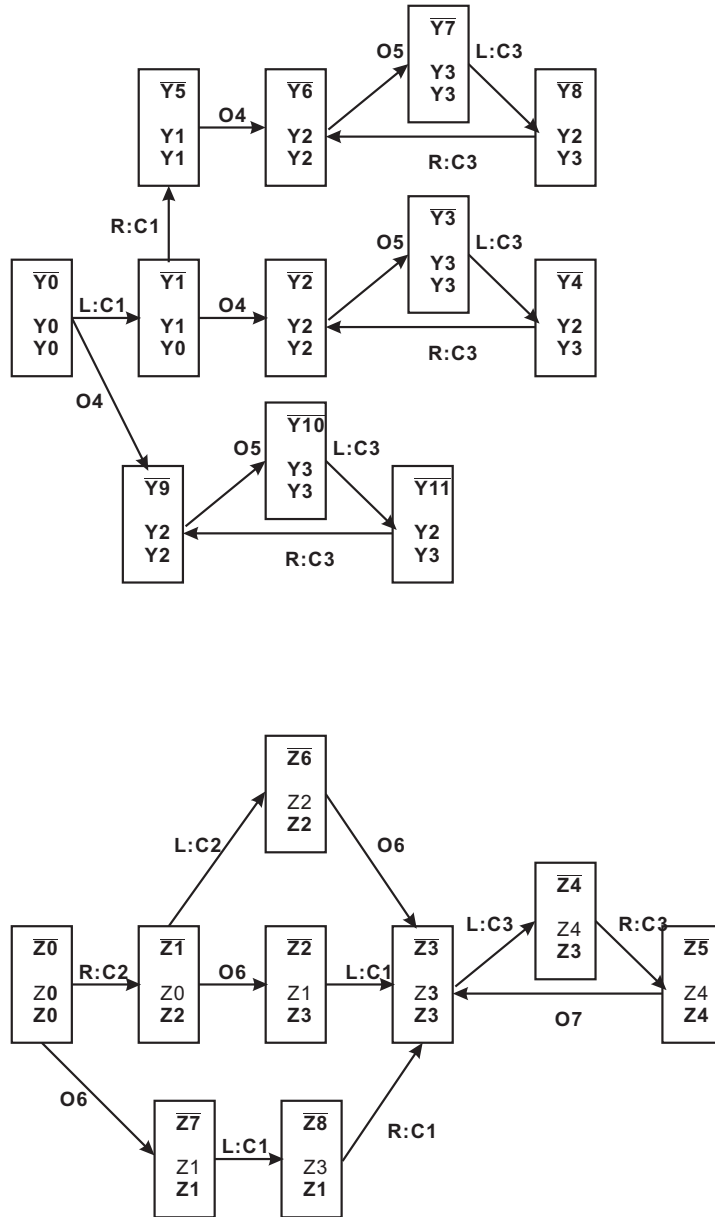 Y7
Y3
Y3
O5
L:C3
Y5
Y1
Y1
O4
Y6
Y2
Y2
Y8
Y2
Y3
R:C3
R:C1
Y3
Y3
Y3
O5
L:C3
Y0
Y0
Y0
L:C1
Y1
Y1
Y0
O4
Y2
Y2
Y2
Y4
Y2
Y3
R:C3
O4
Y10
Y3
Y3
O5
L:C3
Y9
Y2
Y2
Y11
Y2
Y3
R:C3
Z6
Z2
Z2
L:C2
O6
Z4
Z4
Z3
L:C3
R:C3
Z0
Z0
Z0
R:C2
Z1
Z0
Z2
O6
Z2
Z1
Z3
L:C1
Z3
Z3
Z3
Z5
Z4
Z4
O7
O6
Z7
Z1
Z1
L:C1
Z8
Z3
Z1
R:C1